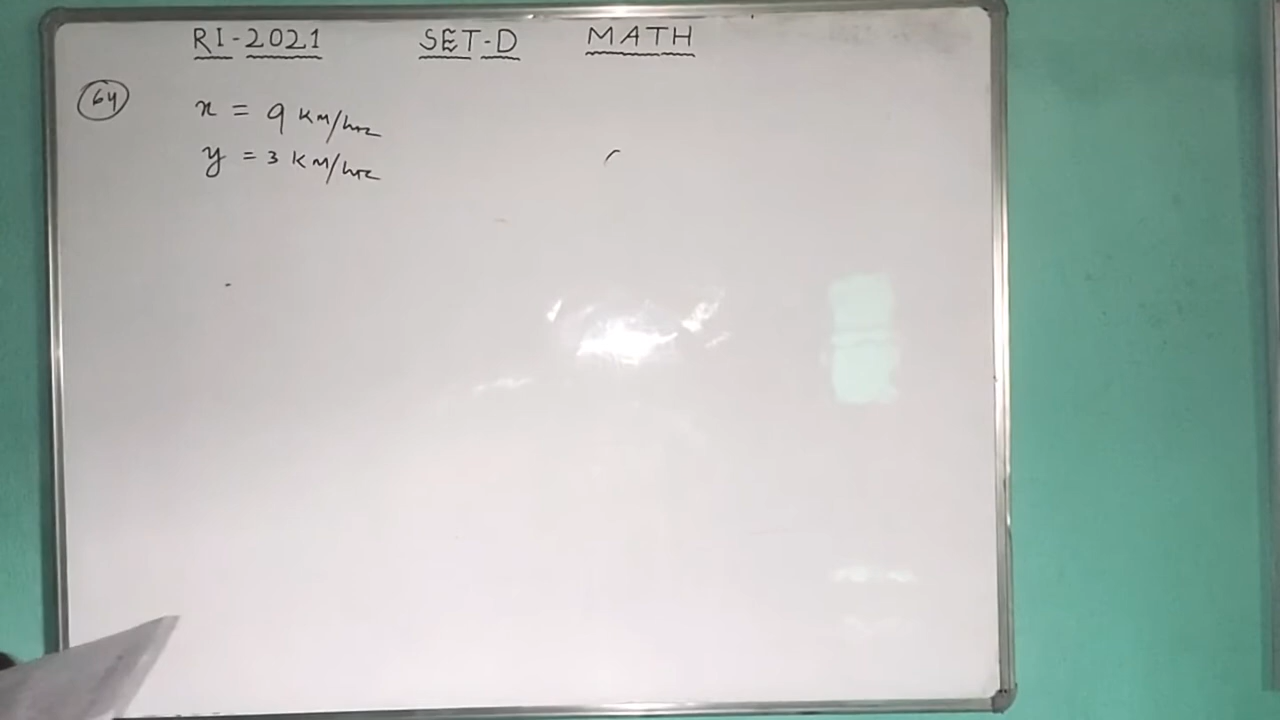 RI-2021 SET-D MATH
64
x = 9 KM/hr
y = 3 KM/hr